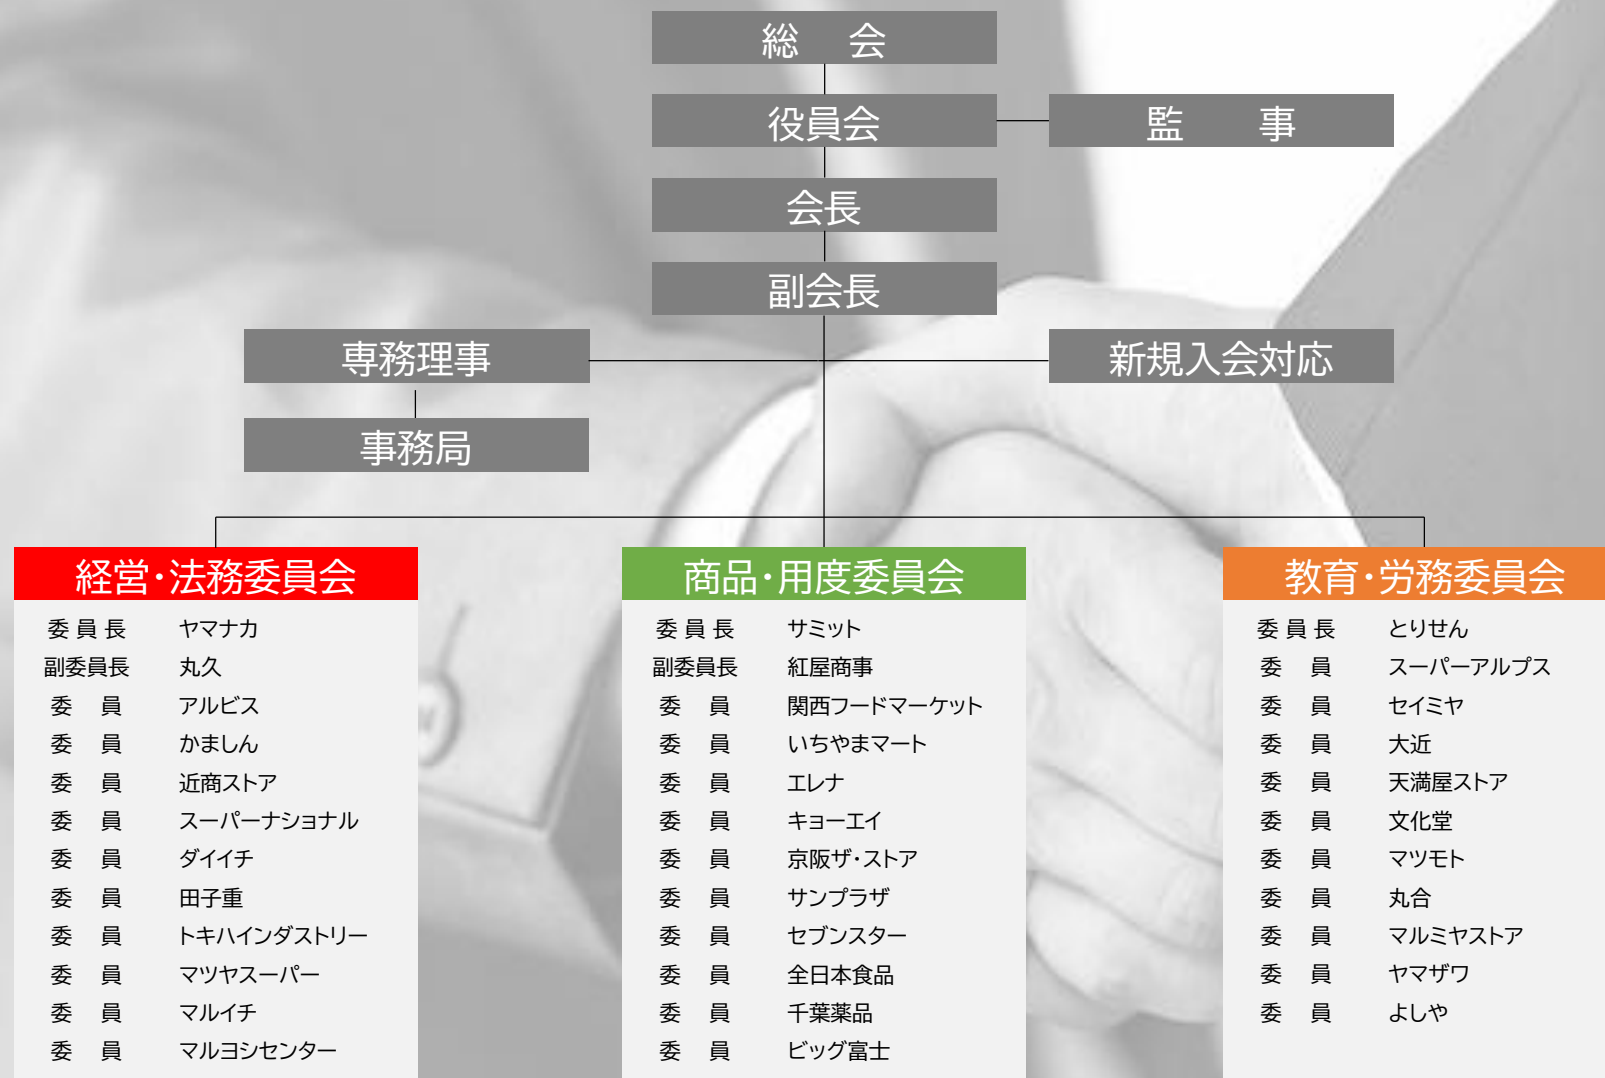 総　会
役員会
監　事
会長
副会長
専務理事
新規入会対応
事務局
経営・法務委員会
委 員 長　ヤマナカ
副委員長　丸久
委　員　アルビス
委　員　かましん
委　員　近商ストア
委　員　スーパーナショナル
委　員　ダイイチ
委　員　田子重
委　員　トキハインダストリー
委　員　マツヤスーパー
委　員　マルイチ
委　員　マルヨシセンター
商品・用度委員会
委 員 長　サミット
副委員長　紅屋商事
委　員　関西フードマーケット
委　員　いちやまマート
委　員　エレナ
委　員　キョーエイ
委　員　京阪ザ・ストア
委　員　サンプラザ
委　員　セブンスター
委　員　全日本食品
委　員　千葉薬品
委　員　ビッグ富士
教育・労務委員会
委 員 長　とりせん
委　員　スーパーアルプス
委　員　セイミヤ
委　員　大近
委　員　天満屋ストア
委　員　文化堂
委　員　マツモト
委　員　丸合
委　員　マルミヤストア
委　員　ヤマザワ
委　員　よしや